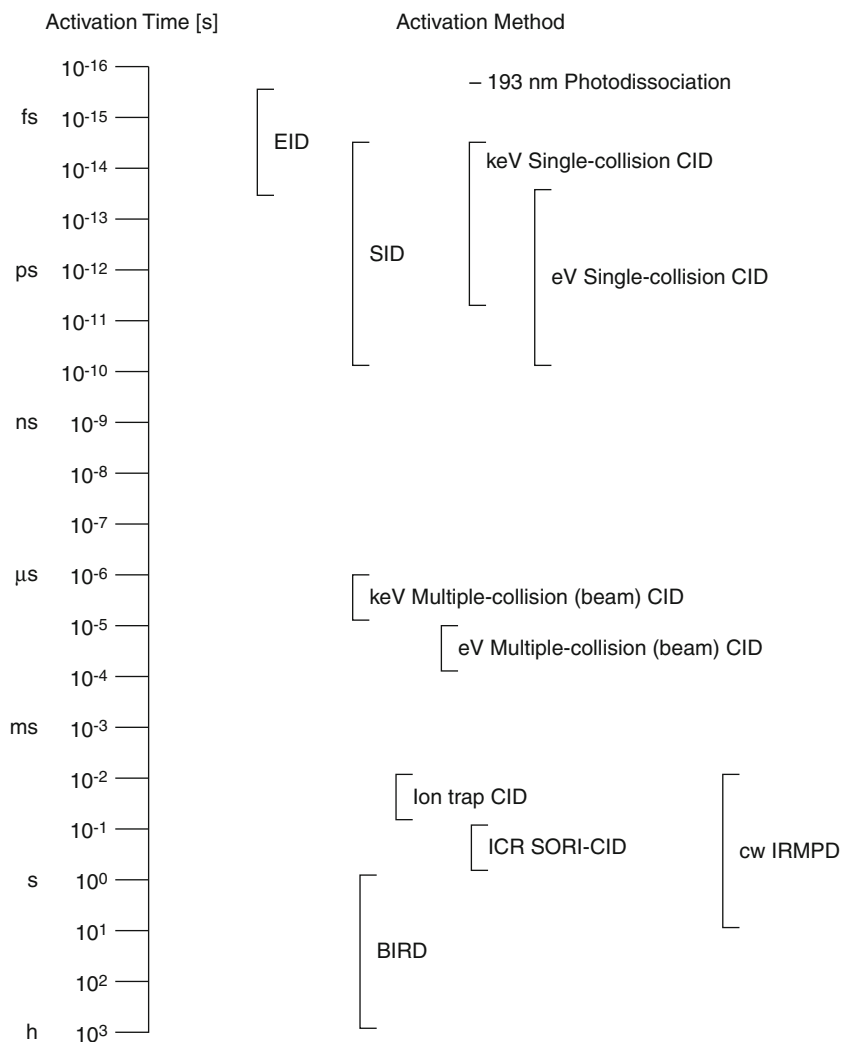 Activation Time [s] Activation Method
10-16 – 193 nm Photodissociation
fs 10-15
EID
10-14 keV Single-collision CID
10-13
SID
ps 10-12 eV Single-collision CID
10-11
10-10
ns 10-9
10-8
10-7
μs 10-6
keV Multiple-collision (beam) CID
10-5
eV Multiple-collision (beam) CID
10-4
ms 10-3
10-2
Ion trap CID
10-1
ICR SORI-CID
cw IRMPD
s 100
101
BIRD
102
h 103